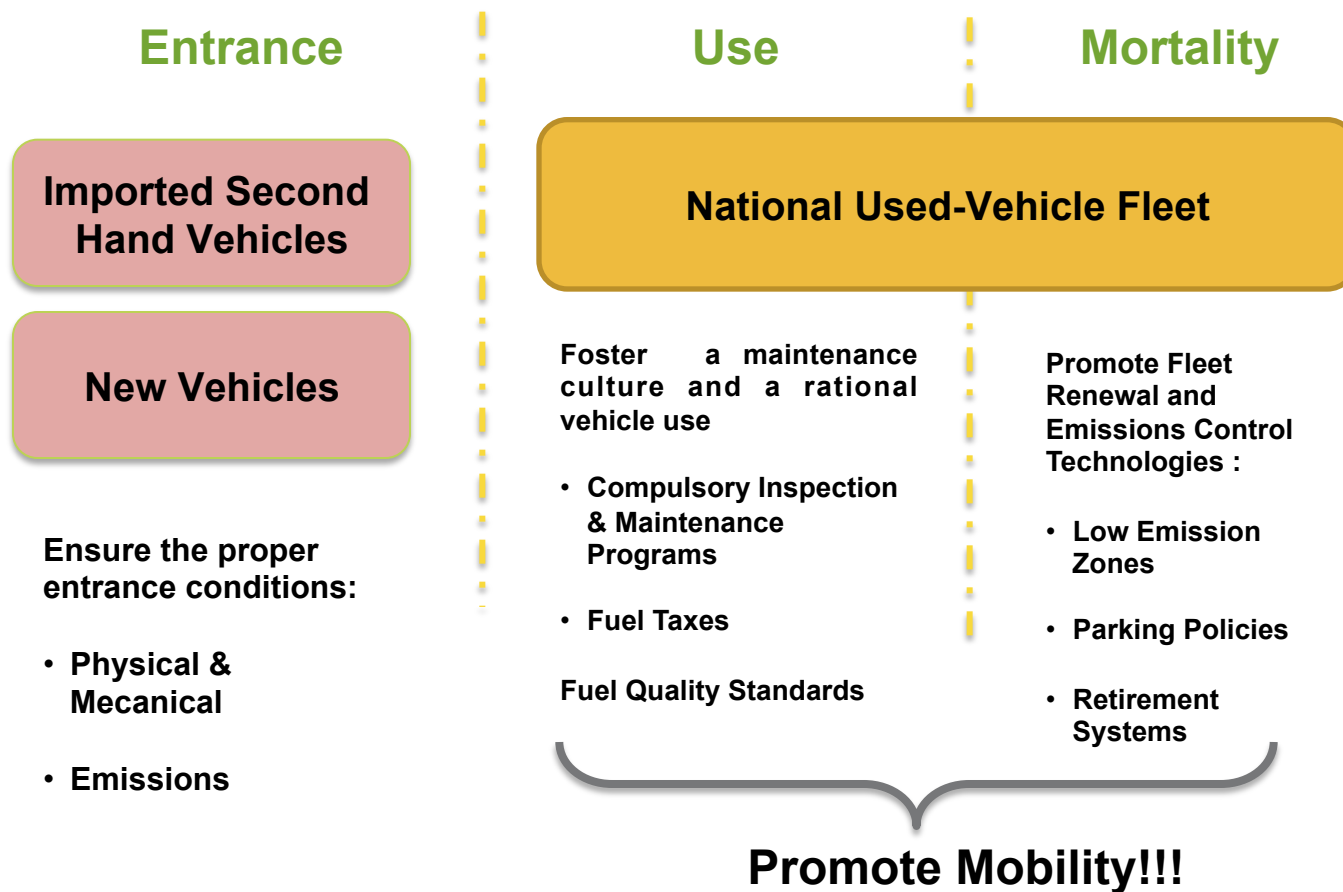 Entrance
Use
Mortality
Imported Second
Hand Vehicles
New Vehicles
Ensure the proper
entrance conditions:
• Physical &
Mecanical
• Emissions
National Used-Vehicle Fleet
Foster a maintenance
culture and a rational
vehicle use
• Compulsory Inspection
& Maintenance
Programs
• Fuel Taxes
Fuel Quality Standards
Promote Fleet
Renewal and
Emissions Control
Technologies :
• Low Emission
Zones
• Parking Policies
• Retirement
Systems
Promote Mobility!!!